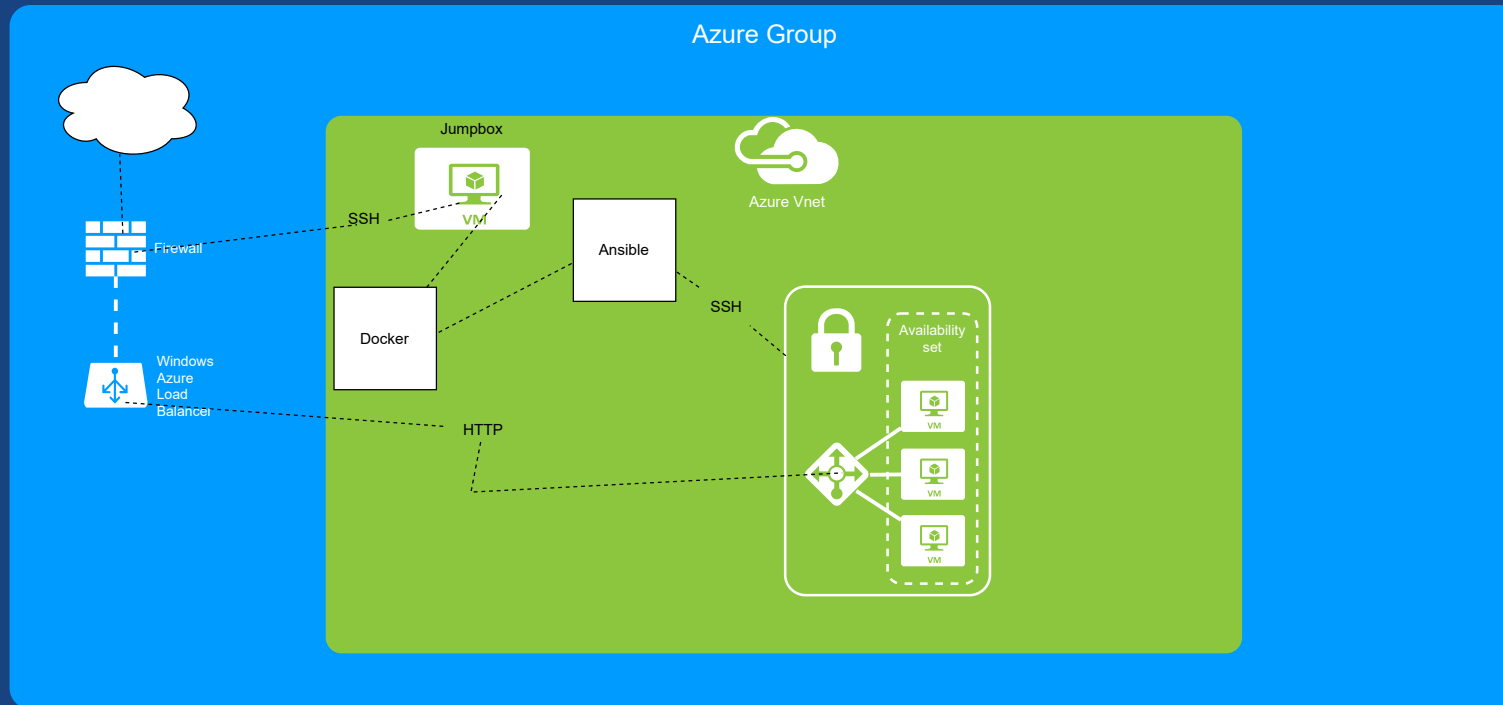 Azure Group
Jumpbox
VM
Azure Vnet
SSH
Firewall
Ansible
SSH
Docker
Availability
set
Windows
Azure
Load
Balancer
HTTP
VM
VM
VM